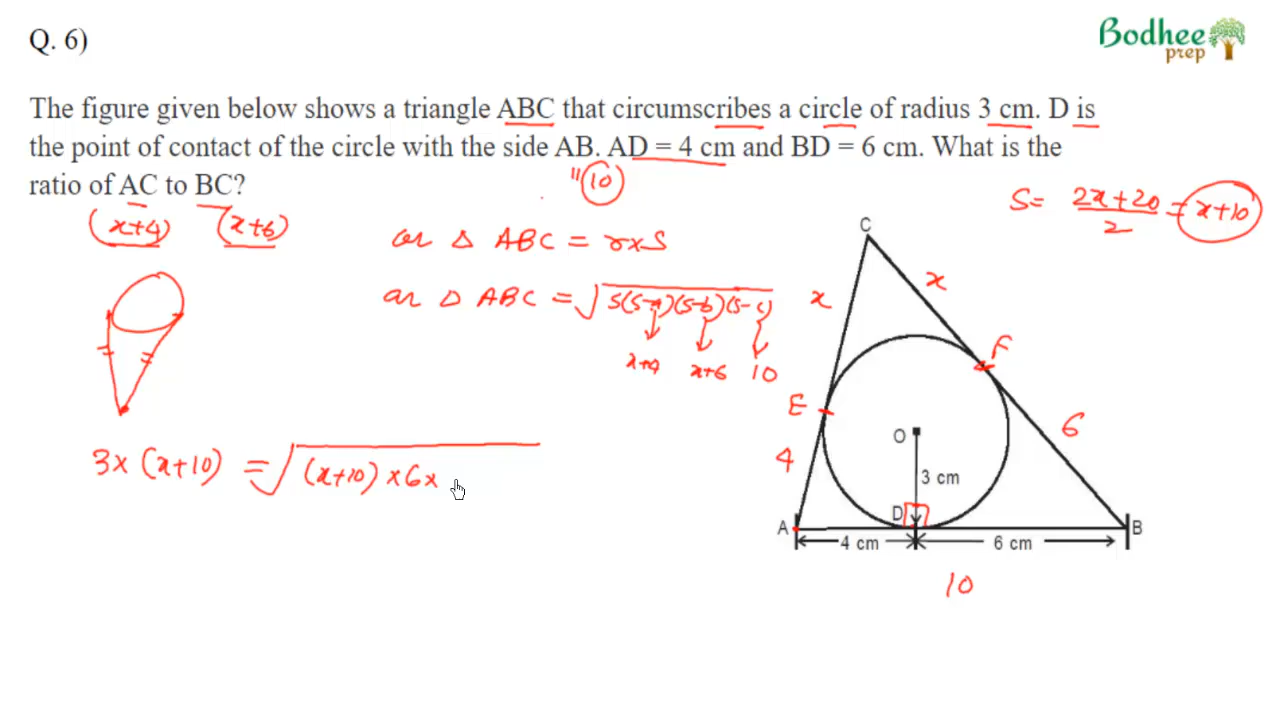 Q. 6)
Bodhee
prep
The figure given below shows a triangle ABC that circumscribes a circle of radius 3 cm. D is
the point of contact of the circle with the side AB. AD = 4 cm and BD = 6 cm. What is the
ratio of AC to BC?
" 10
(x+4) (x+6)
S= 2x+20/2 = x+10
ar Δ ABC = r×S
ar Δ ABC = √S(S-a)(S-b)(S-c)
x+4 x+6 10
3×(x+10) = √(x+10)×6×
C
x
x
F
E
6
4
O
3 cm
D
A
B
4 cm
6 cm
10